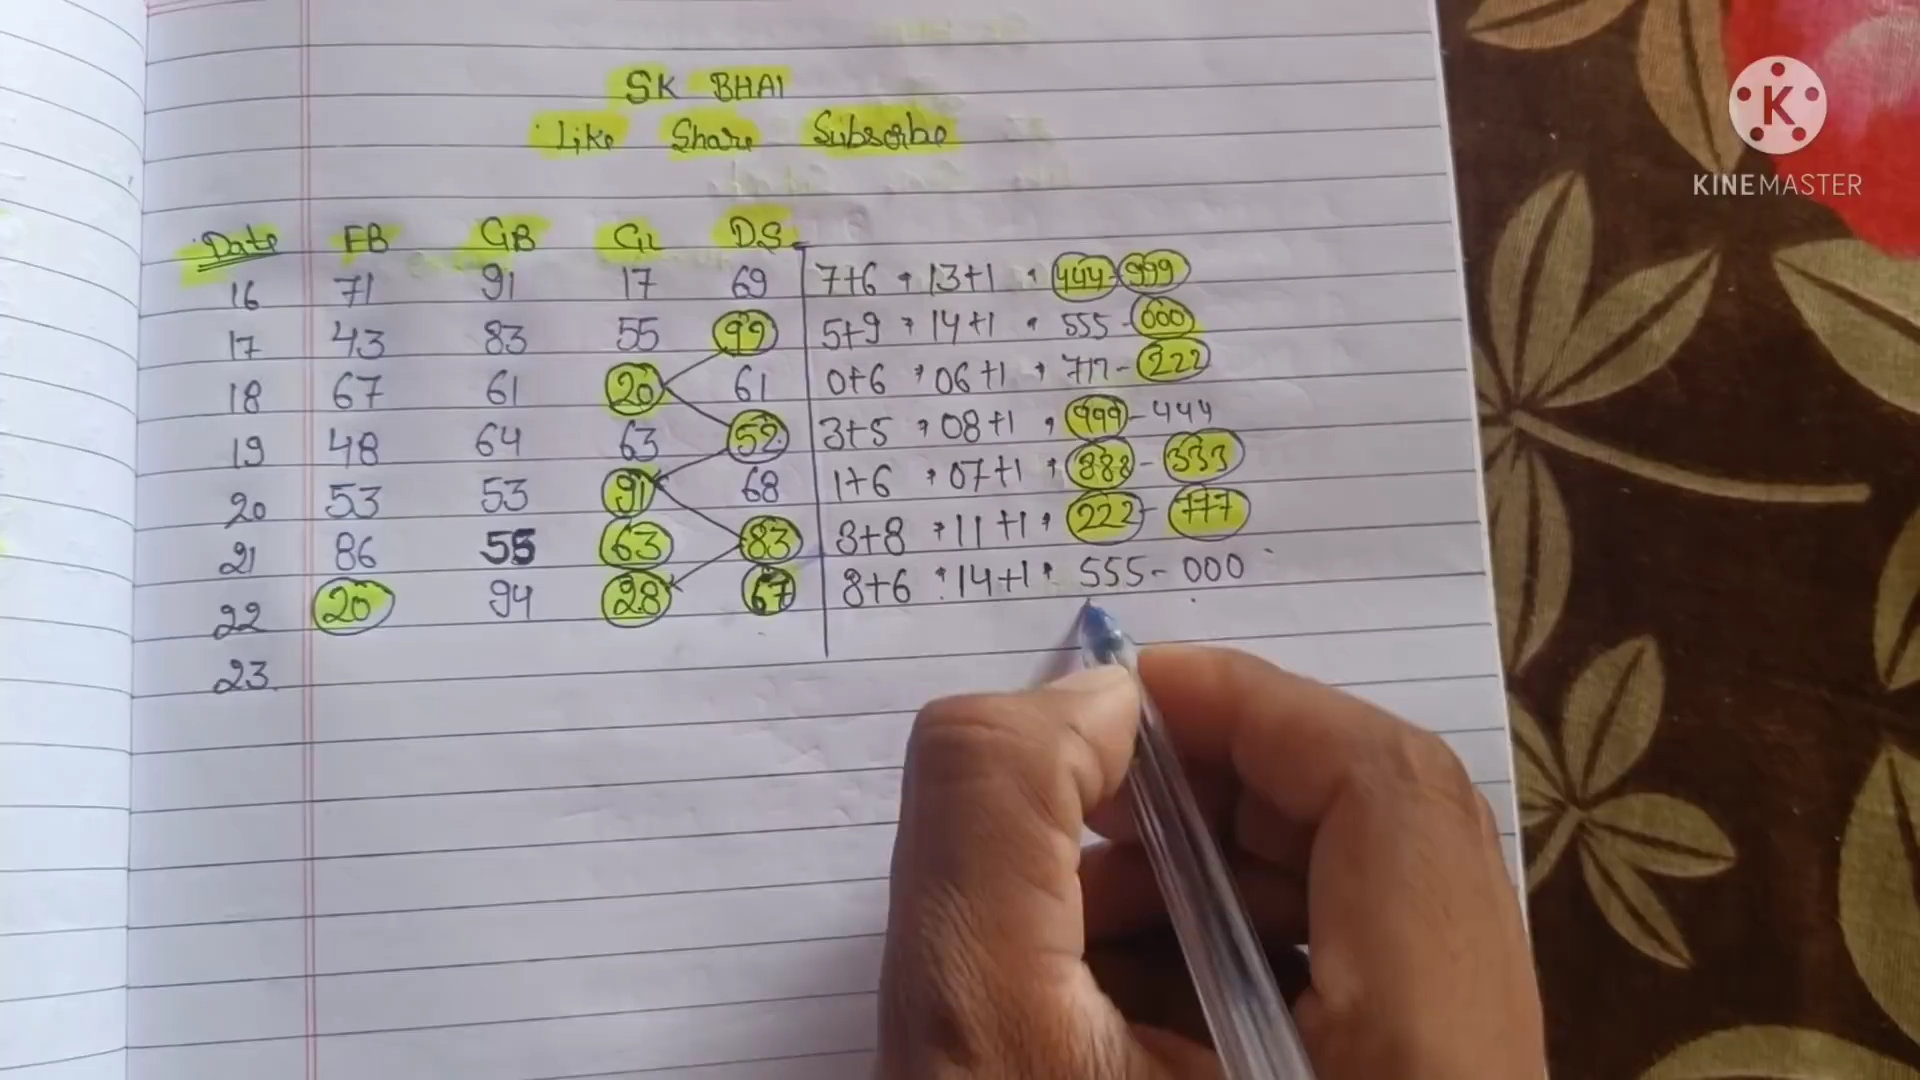 SK BHAI
Like Share Subscribe
K
KINEMASTER
Date FB GB GL DS
16 71 91 17 69 7+6 13+1 444-999
17 43 83 55 99 5+9 14+1 555-000
18 67 61 20 61 0+6 06+1 777-222
19 48 64 63 52 3+5 08+1 999-444
20 53 53 91 68 1+6 07+1 888-333
21 86 55 63 83 3+8 11+1 222-777
22 20 94 28 67 8+6 14+1 555-000
23